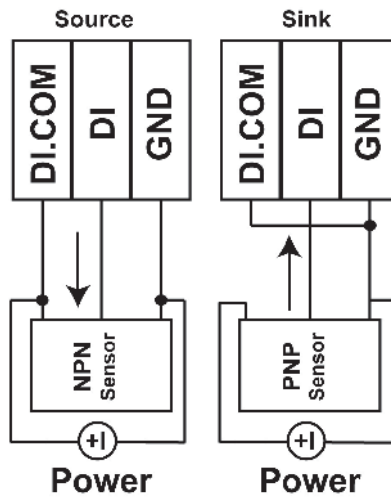 Source
Sink
DI.COM
DI
GND
DI.COM
DI
GND
NPN
Sensor
PNP
Sensor
+I
+I
Power
Power